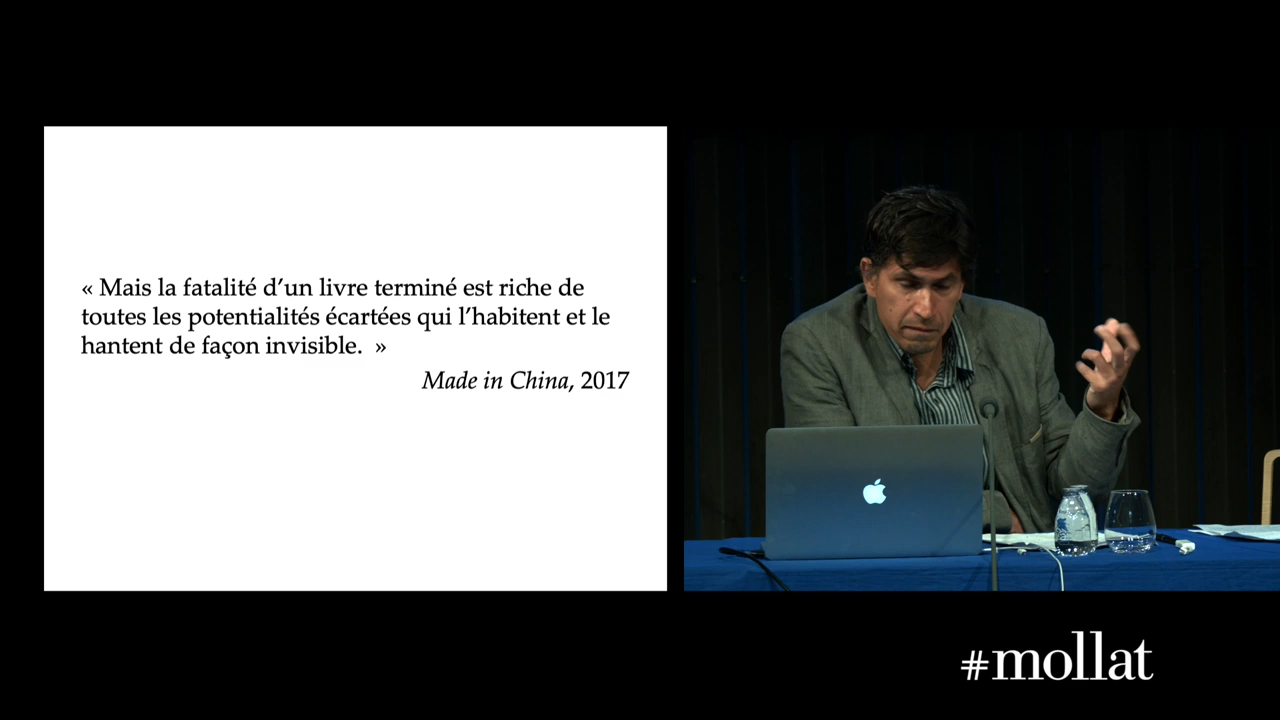 « Mais la fatalité d’un livre terminé est riche de
toutes les potentialités écartées qui l’habitent et le
hantent de façon invisible.  »
Made in China, 2017
#mollat